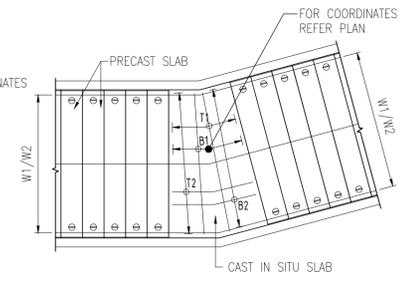 FOR COORDINATES
REFER PLAN
PRECAST SLAB
NATES
T1
B1
W1/W2
W1/W2
T2
B2
CAST IN SITU SLAB